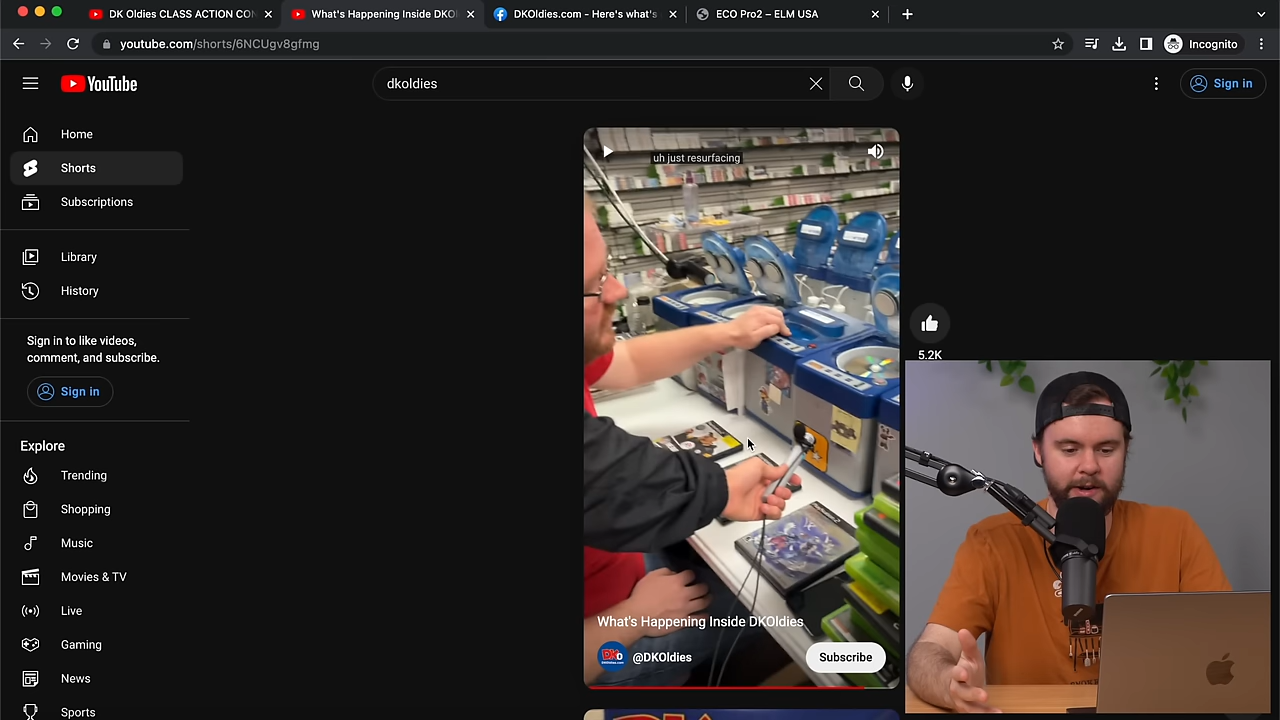 DK Oldies CLASS ACTION CON
What's Happening Inside DKOl
DKOldies.com - Here's what's
ECO Pro2 – ELM USA
youtube.com/shorts/6NCUgv8gfmg
Incognito
YouTube
dkoldies
Sign in
Home
Shorts
Subscriptions
Library
History
Sign in to like videos,
comment, and subscribe.
Sign in
Explore
Trending
Shopping
Music
Movies & TV
Live
Gaming
News
Sports
uh just resurfacing
5.2K
What's Happening Inside DKOldies
@DKOldies
Subscribe